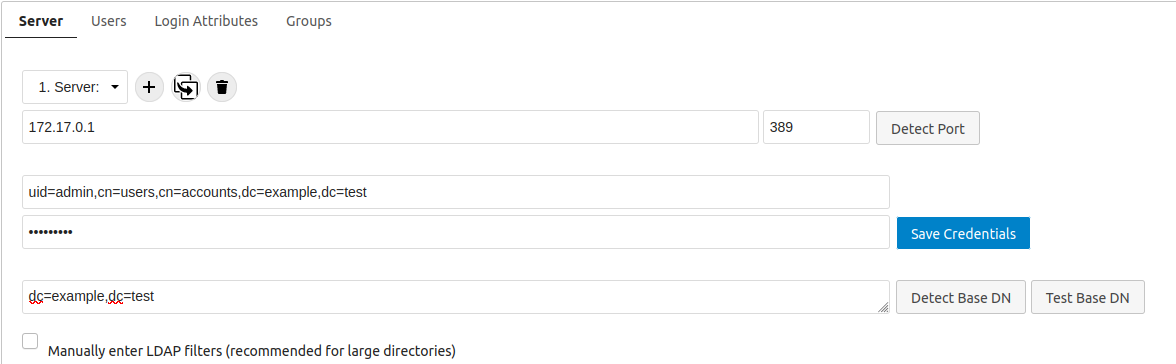 Server Users Login Attributes Groups
1. Server:
172.17.0.1 389 Detect Port
uid=admin,cn=users,cn=accounts,dc=example,dc=test
••••••••• Save Credentials
dc=example,dc=test Detect Base DN Test Base DN
Manually enter LDAP filters (recommended for large directories)